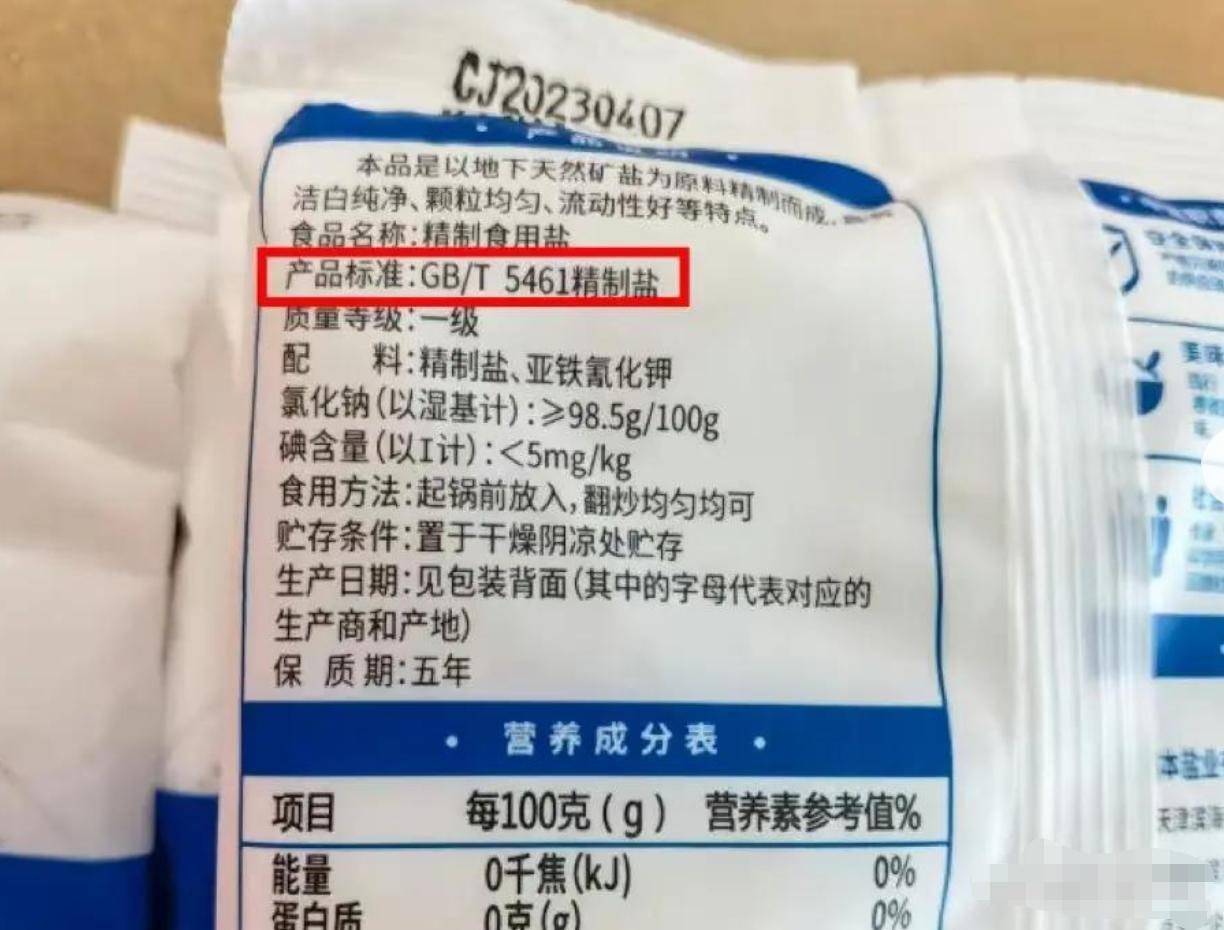 CJ20230407
本品是以地下天然矿盐为原料精制而成,
洁白纯净、颗粒均匀、流动性好等特点。
食品名称:精制食用盐
产品标准:GB/T 5461精制盐
质量等级:一级
配 料:精制盐、亚铁氰化钾
氯化钠(以湿基计):≥98.5g/100g
碘含量(以I计):<5mg/kg
食用方法:起锅前放入,翻炒均匀均可
贮存条件:置于干燥阴凉处贮存
生产日期:见包装背面(其中的字母代表对应的
生产商和产地)
保 质 期:五年
· 营养成分表 ·
项目 每100克(g) 营养素参考值%
能量 0千焦(kJ) 0%
蛋白质 0克(g) 0%
本盐业
天津滨海